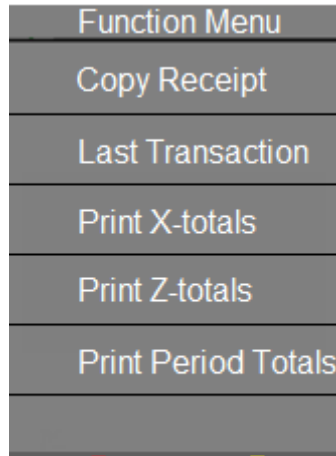 Function Menu
Copy Receipt
Last Transaction
Print X-totals
Print Z-totals
Print Period Totals